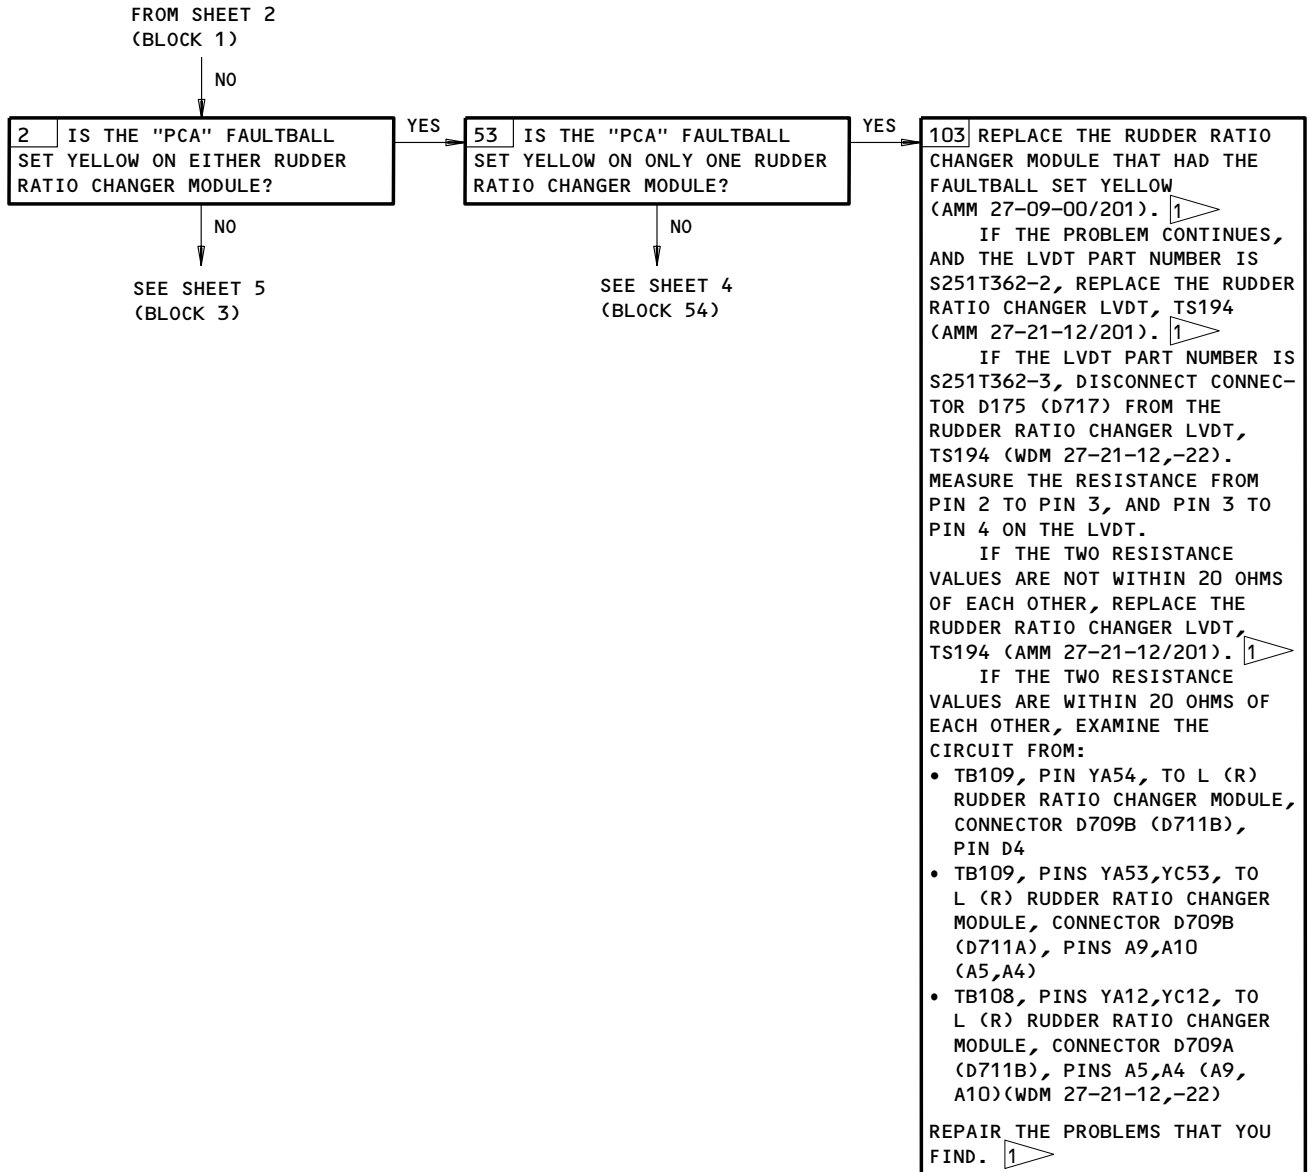 FROM SHEET 2
(BLOCK 1)
NO
2 IS THE "PCA" FAULTBALL
SET YELLOW ON EITHER RUDDER
RATIO CHANGER MODULE?
YES
NO
SEE SHEET 5
(BLOCK 3)
53 IS THE "PCA" FAULTBALL
SET YELLOW ON ONLY ONE RUDDER
RATIO CHANGER MODULE?
YES
NO
SEE SHEET 4
(BLOCK 54)
103 REPLACE THE RUDDER RATIO
CHANGER MODULE THAT HAD THE
FAULTBALL SET YELLOW
(AMM 27-09-00/201). 1
IF THE PROBLEM CONTINUES,
AND THE LVDT PART NUMBER IS
S251T362-2, REPLACE THE RUDDER
RATIO CHANGER LVDT, TS194
(AMM 27-21-12/201). 1
IF THE LVDT PART NUMBER IS
S251T362-3, DISCONNECT CONNEC-
TOR D175 (D717) FROM THE
RUDDER RATIO CHANGER LVDT,
TS194 (WDM 27-21-12,-22).
MEASURE THE RESISTANCE FROM
PIN 2 TO PIN 3, AND PIN 3 TO
PIN 4 ON THE LVDT.
IF THE TWO RESISTANCE
VALUES ARE NOT WITHIN 20 OHMS
OF EACH OTHER, REPLACE THE
RUDDER RATIO CHANGER LVDT,
TS194 (AMM 27-21-12/201). 1
IF THE TWO RESISTANCE
VALUES ARE WITHIN 20 OHMS OF
EACH OTHER, EXAMINE THE
CIRCUIT FROM:
• TB109, PIN YA54, TO L (R)
RUDDER RATIO CHANGER MODULE,
CONNECTOR D709B (D711B),
PIN D4
• TB109, PINS YA53,YC53, TO
L (R) RUDDER RATIO CHANGER
MODULE, CONNECTOR D709B
(D711A), PINS A9,A10
(A5,A4)
• TB108, PINS YA12,YC12, TO
L (R) RUDDER RATIO CHANGER
MODULE, CONNECTOR D709A
(D711B), PINS A5,A4 (A9,
A10)(WDM 27-21-12,-22)
REPAIR THE PROBLEMS THAT YOU
FIND. 1